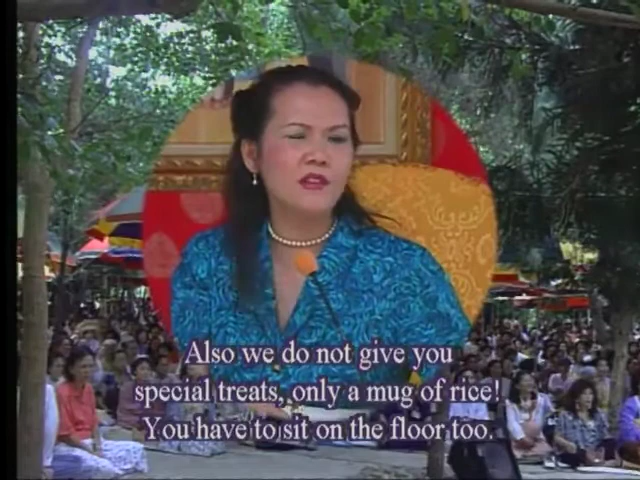 Also we do not give you
special treats, only a mug of rice!
You have to sit on the floor too.